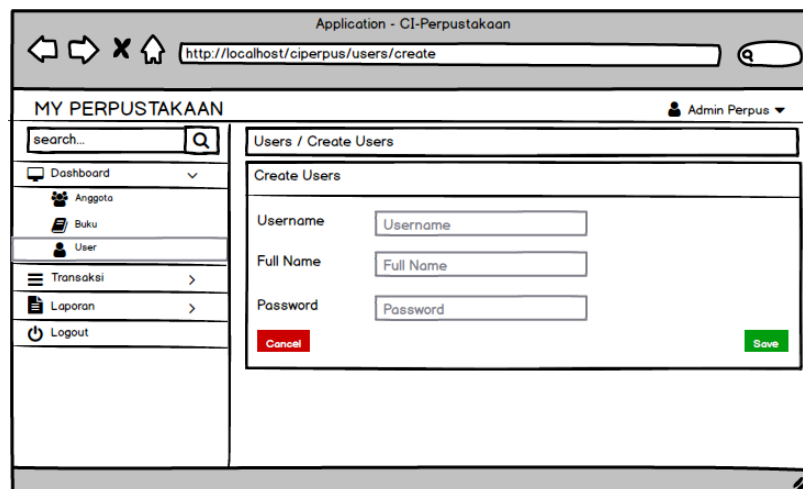 Application - CI-Perpustakaan
http://localhost/ciperpus/users/create
MY PERPUSTAKAAN
Admin Perpus
search...
Dashboard
Anggota
Buku
User
Transaksi
Laporan
Logout
Users / Create Users
Create Users
Username
Username
Full Name
Full Name
Password
Password
Cancel
Save